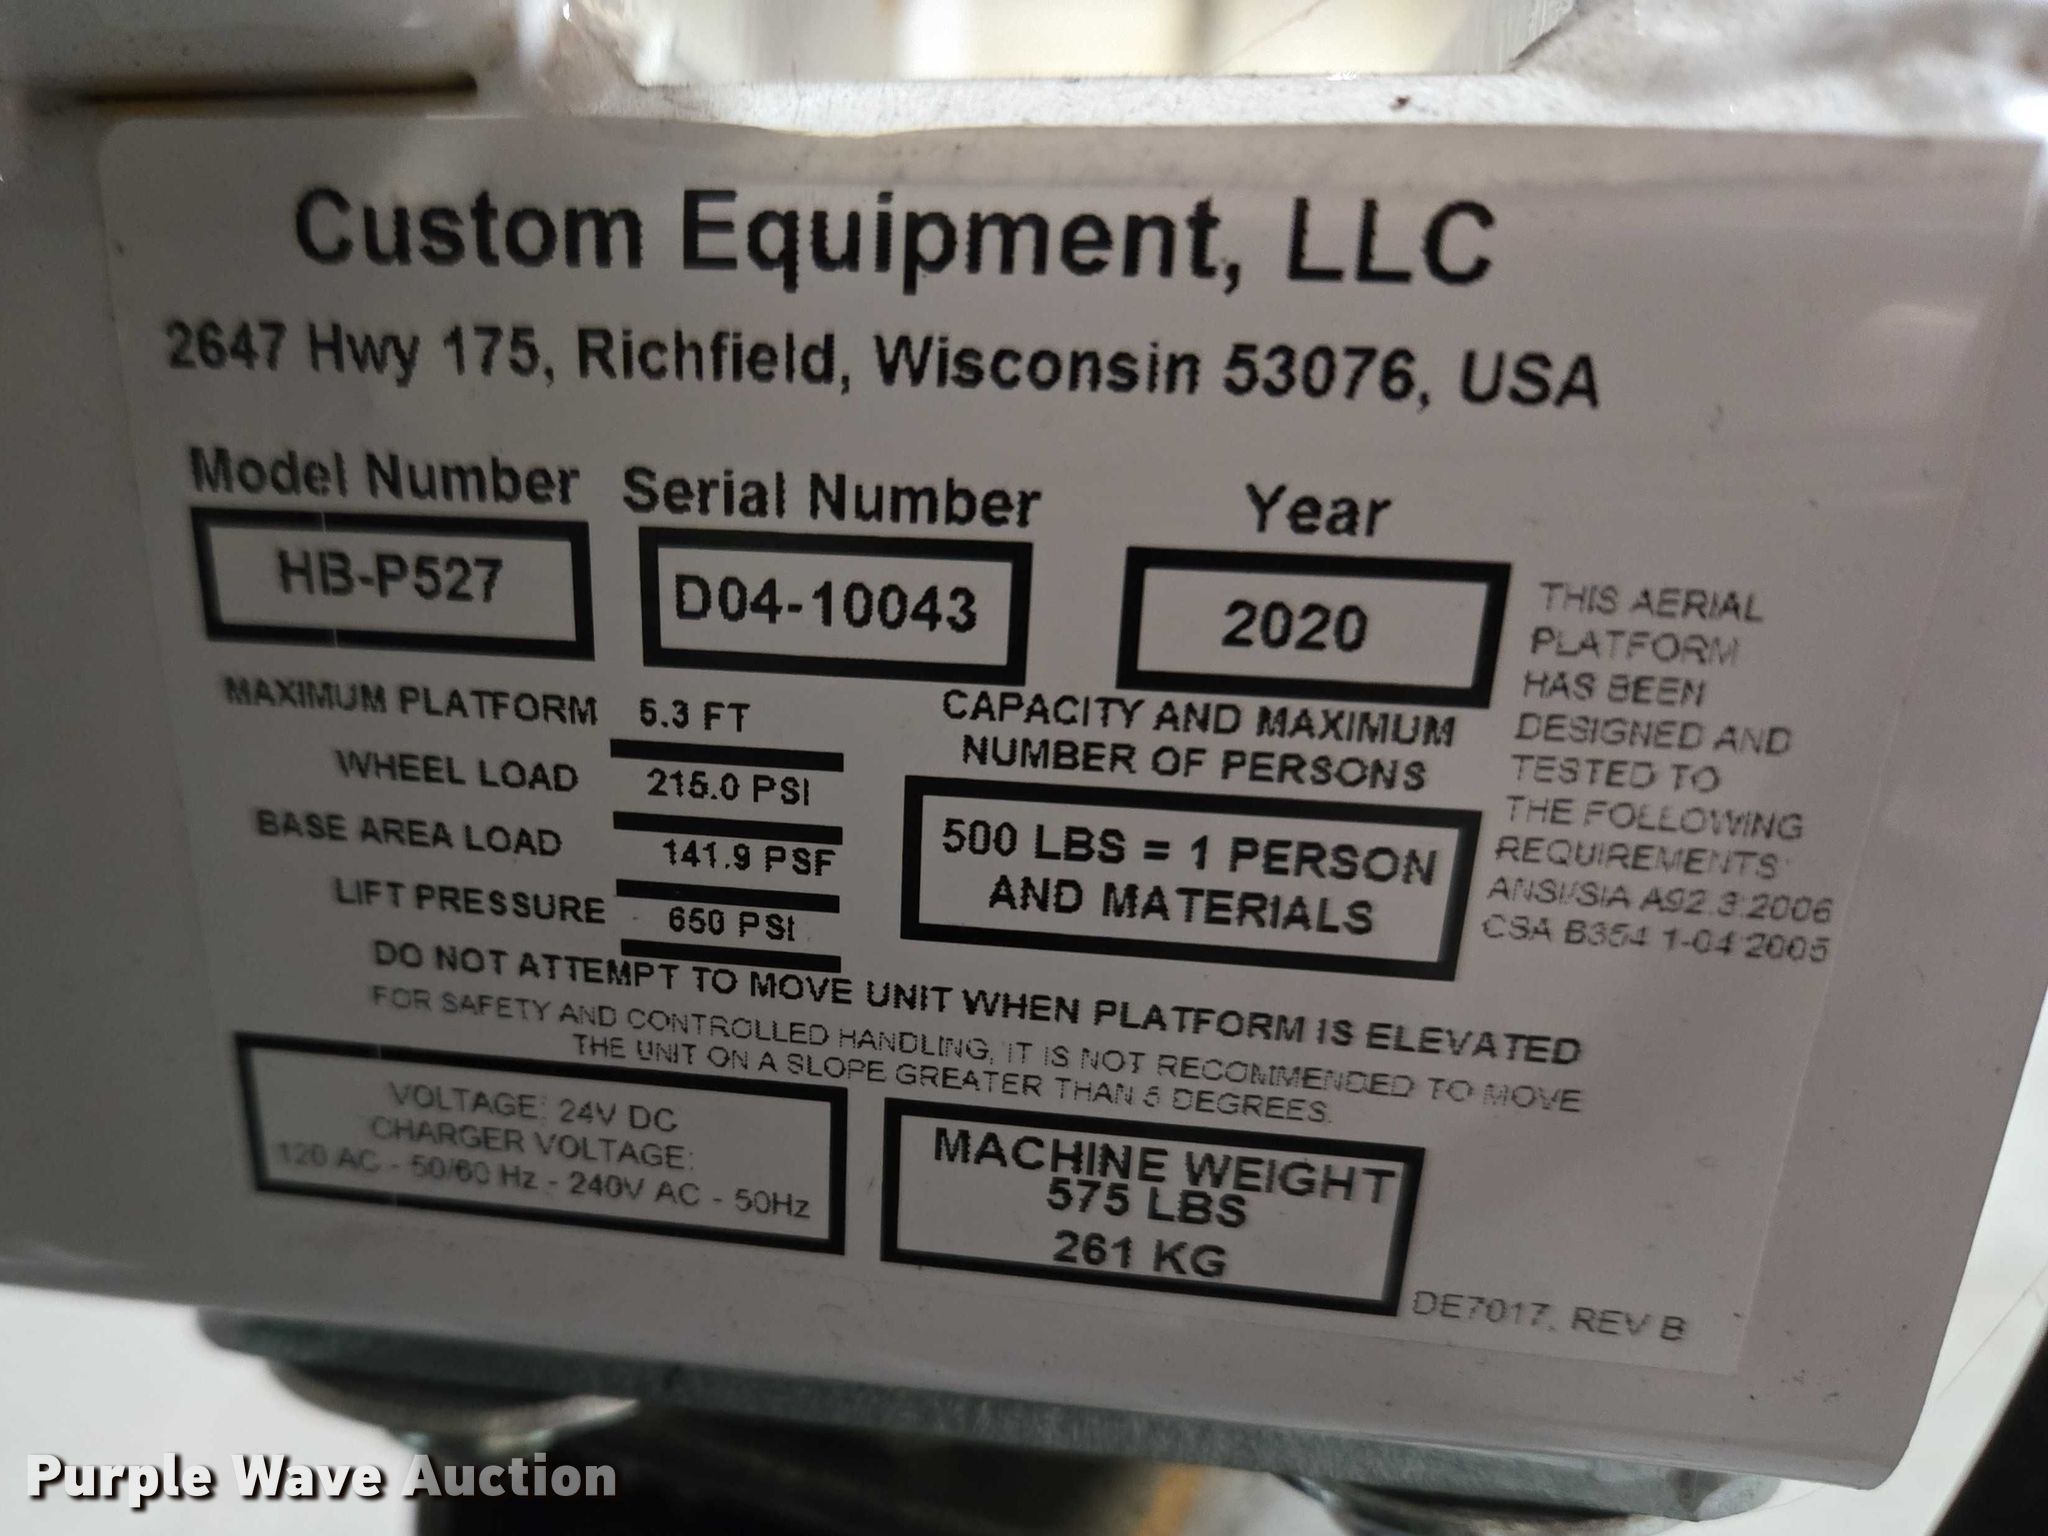 Custom Equipment, LLC
2647 Hwy 175, Richfield, Wisconsin 53076, USA
Model Number Serial Number Year
HB-P527 D04-10043 2020
MAXIMUM PLATFORM 5.3 FT
WHEEL LOAD 215.0 PSI
BASE AREA LOAD 141.9 PSF
LIFT PRESSURE 650 PSI
CAPACITY AND MAXIMUM
NUMBER OF PERSONS
500 LBS = 1 PERSON
AND MATERIALS
THIS AERIAL
PLATFORM
HAS BEEN
DESIGNED AND
TESTED TO
THE FOLLOWING
REQUIREMENTS:
ANSI/SIA A92.3:2006
CSA B354.1-04:2005
DO NOT ATTEMPT TO MOVE UNIT WHEN PLATFORM IS ELEVATED
FOR SAFETY AND CONTROLLED HANDLING, IT IS NOT RECOMMENDED TO MOVE
THE UNIT ON A SLOPE GREATER THAN 5 DEGREES.
VOLTAGE: 24V DC
CHARGER VOLTAGE:
120 AC - 50/60 Hz - 240V AC - 50Hz
MACHINE WEIGHT
575 LBS
261 KG
DE7017, REV B
Purple Wave Auction